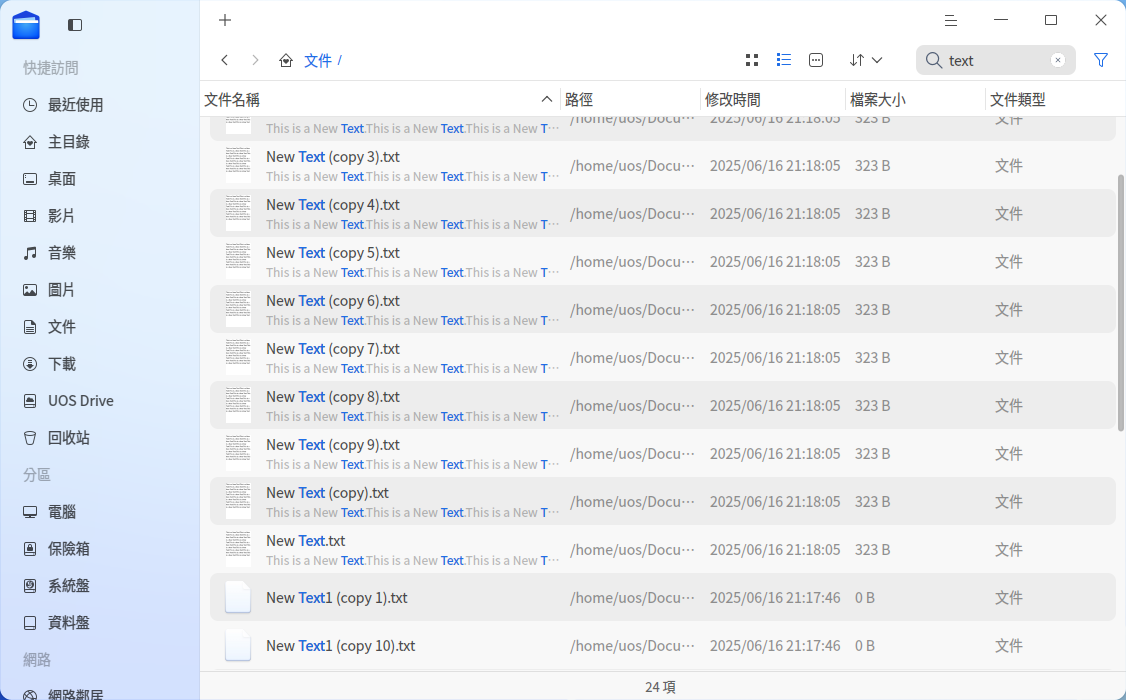 快捷訪問
最近使用
主目錄
桌面
影片
音樂
圖片
文件
下載
UOS Drive
回收站
分區
電腦
保險箱
系統盤
資料盤
網路
網路鄰居
文件 /
text
文件名稱 路徑 修改時間 檔案大小 文件類型
This is a New Text.This is a New Text.This is a New T··· /home/uos/Docu··· 2025/06/16 21:18:05 323 B 文件
New Text (copy 3).txt /home/uos/Docu··· 2025/06/16 21:18:05 323 B 文件
This is a New Text.This is a New Text.This is a New T···
New Text (copy 4).txt /home/uos/Docu··· 2025/06/16 21:18:05 323 B 文件
This is a New Text.This is a New Text.This is a New T···
New Text (copy 5).txt /home/uos/Docu··· 2025/06/16 21:18:05 323 B 文件
This is a New Text.This is a New Text.This is a New T···
New Text (copy 6).txt /home/uos/Docu··· 2025/06/16 21:18:05 323 B 文件
This is a New Text.This is a New Text.This is a New T···
New Text (copy 7).txt /home/uos/Docu··· 2025/06/16 21:18:05 323 B 文件
This is a New Text.This is a New Text.This is a New T···
New Text (copy 8).txt /home/uos/Docu··· 2025/06/16 21:18:05 323 B 文件
This is a New Text.This is a New Text.This is a New T···
New Text (copy 9).txt /home/uos/Docu··· 2025/06/16 21:18:05 323 B 文件
This is a New Text.This is a New Text.This is a New T···
New Text (copy).txt /home/uos/Docu··· 2025/06/16 21:18:05 323 B 文件
This is a New Text.This is a New Text.This is a New T···
New Text.txt /home/uos/Docu··· 2025/06/16 21:18:05 323 B 文件
This is a New Text.This is a New Text.This is a New T···
New Text1 (copy 1).txt /home/uos/Docu··· 2025/06/16 21:17:46 0 B 文件
New Text1 (copy 10).txt /home/uos/Docu··· 2025/06/16 21:17:46 0 B 文件
24 項